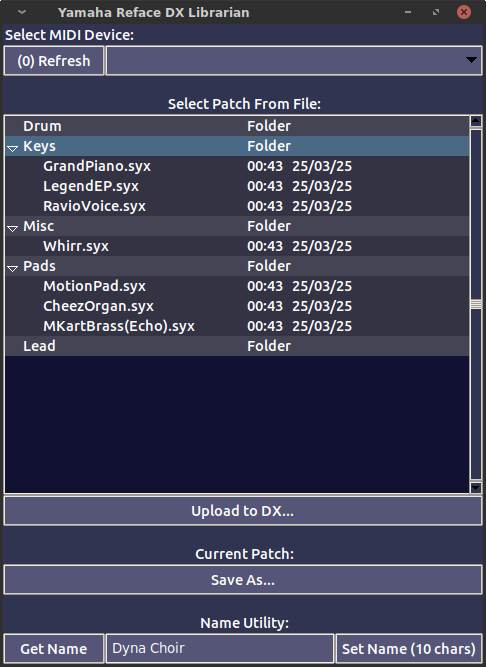 Yamaha Reface DX Librarian
Select MIDI Device:
(0) Refresh
Select Patch From File:
Drum Folder
Keys Folder
GrandPiano.syx 00:43 25/03/25
LegendEP.syx 00:43 25/03/25
RavioVoice.syx 00:43 25/03/25
Misc Folder
Whirr.syx 00:43 25/03/25
Pads Folder
MotionPad.syx 00:43 25/03/25
CheezOrgan.syx 00:43 25/03/25
MKartBrass(Echo).syx 00:43 25/03/25
Lead Folder
Upload to DX...
Current Patch:
Save As...
Name Utility:
Get Name Dyna Choir Set Name (10 chars)